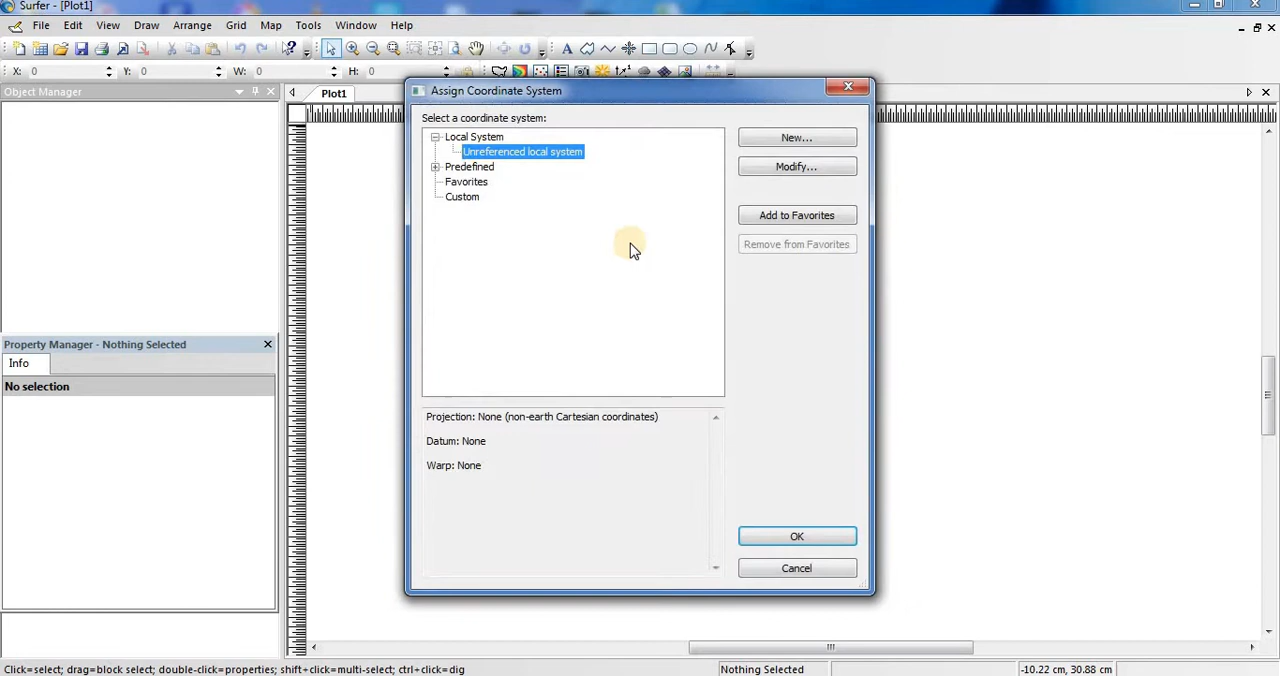 Surfer - [Plot1]
File Edit View Draw Arrange Grid Map Tools Window Help
X: 0 Y: 0 W: 0 H: 0
Object Manager
Plot1
Assign Coordinate System
Select a coordinate system:
Local System
Unreferenced local system
Predefined
Favorites
Custom
New...
Modify...
Add to Favorites
Remove from Favorites
Property Manager - Nothing Selected
Info
No selection
Projection: None (non-earth Cartesian coordinates)
Datum: None
Warp: None
OK
Cancel
Click=select; drag=block select; double-click=properties; shift+click=multi-select; ctrl+click=dig
Nothing Selected
-10.22 cm, 30.88 cm